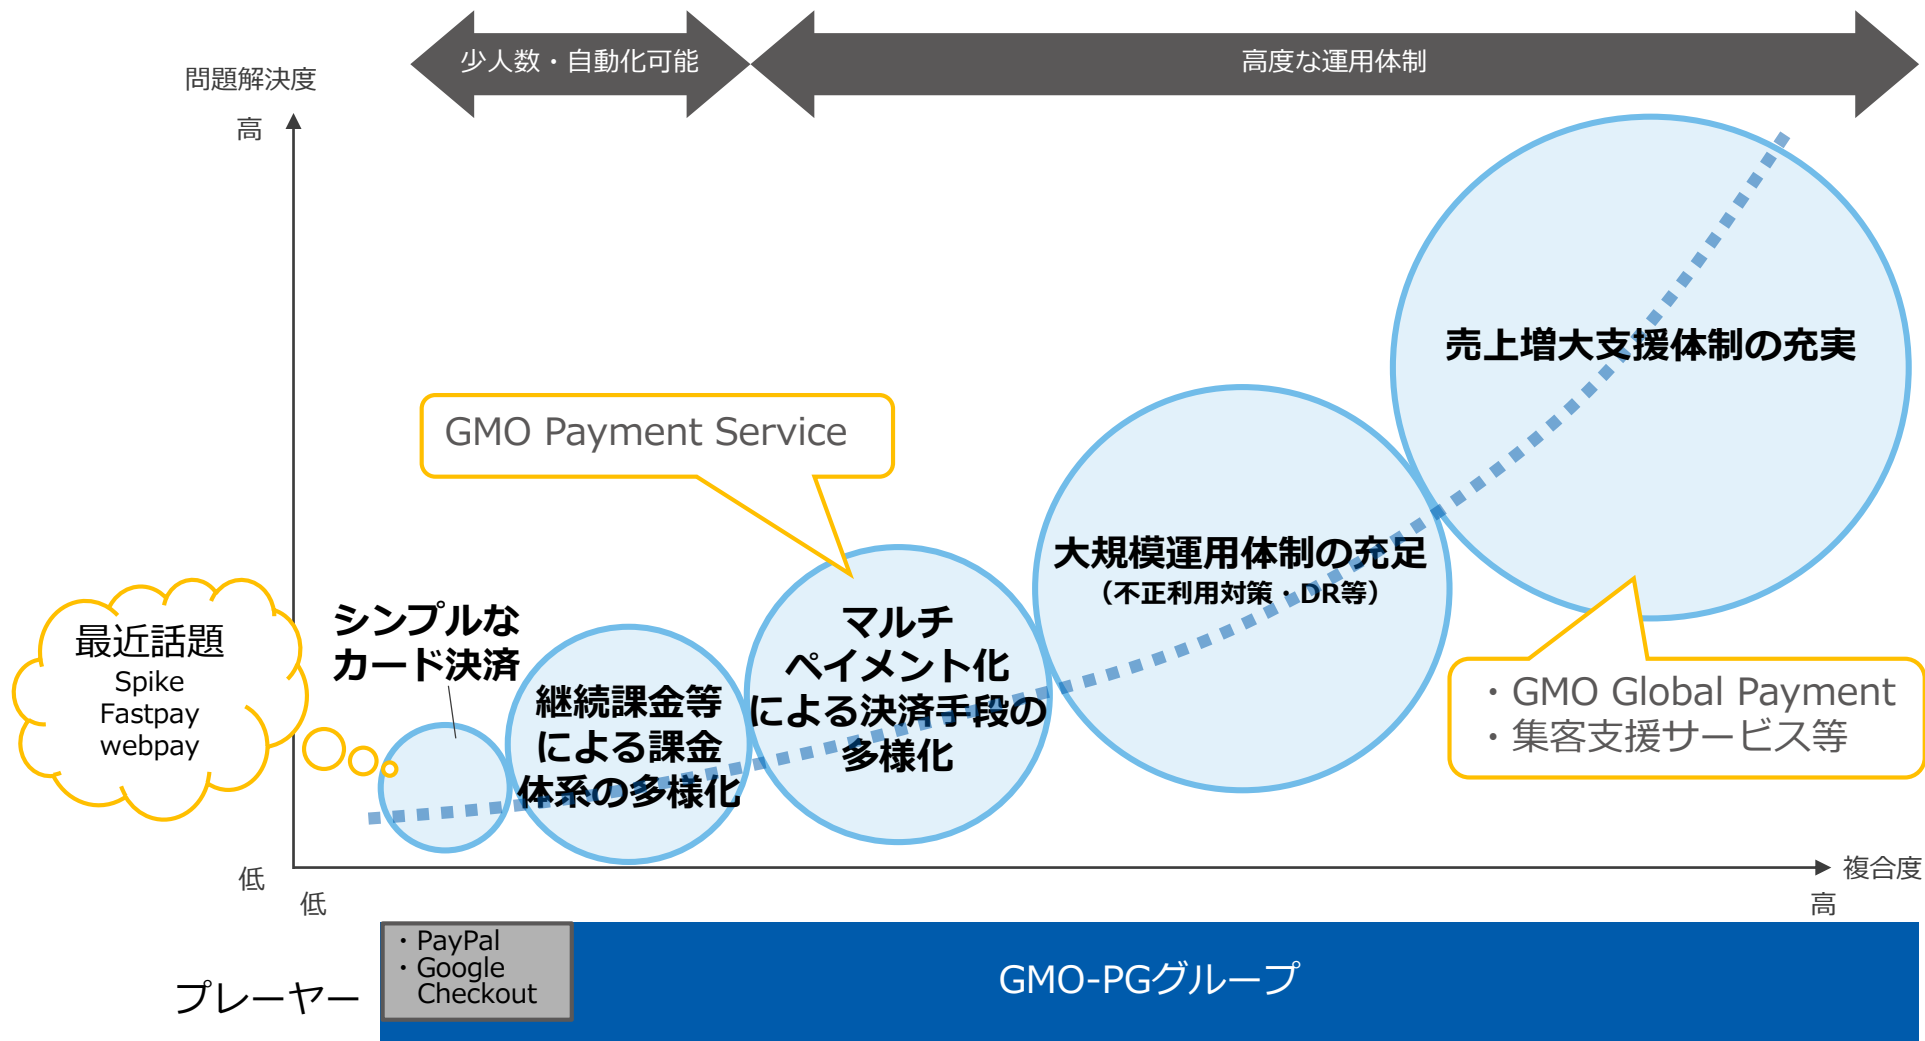 少人数・自動化可能
高度な運用体制
問題解決度
高
売上増大支援体制の充実
GMO Payment Service
大規模運用体制の充足
（不正利用対策・DR等）
シンプルな
カード決済
マルチ
ペイメント化
による決済手段の
多様化
最近話題
Spike
Fastpay
webpay
継続課金等
による課金
体系の多様化
・GMO Global Payment
・集客支援サービス等
低
低
複合度
高
プレーヤー
・PayPal
・Google
Checkout
GMO-PGグループ